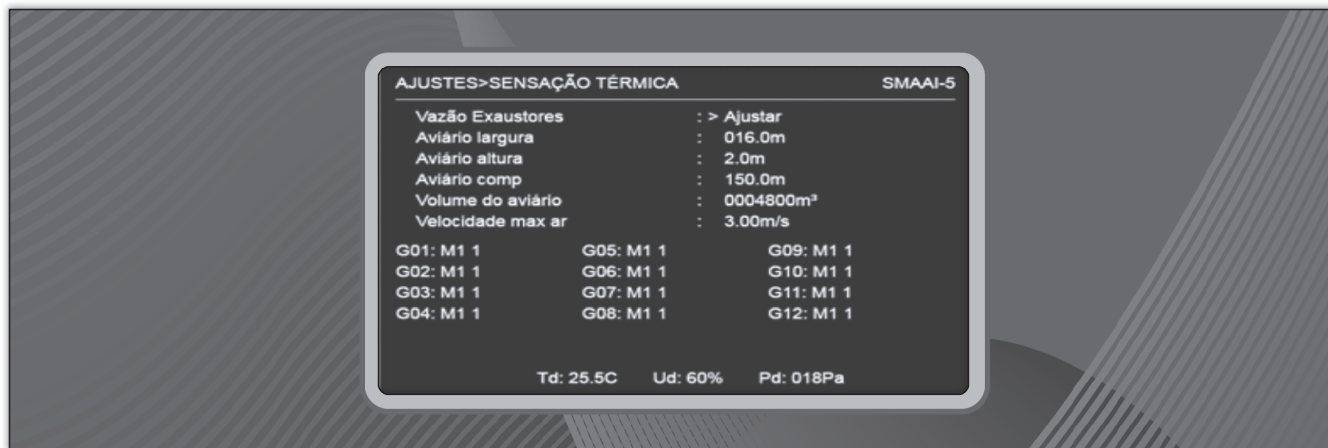 AJUSTES>SENSAÇÃO TÉRMICA SMAAI-5
Vazão Exaustores : > Ajustar
Aviário largura : 016.0m
Aviário altura : 2.0m
Aviário comp : 150.0m
Volume do aviário : 0004800m³
Velocidade max ar : 3.00m/s
G01: M1 1 G05: M1 1 G09: M1 1
G02: M1 1 G06: M1 1 G10: M1 1
G03: M1 1 G07: M1 1 G11: M1 1
G04: M1 1 G08: M1 1 G12: M1 1
Td: 25.5C Ud: 60% Pd: 018Pa